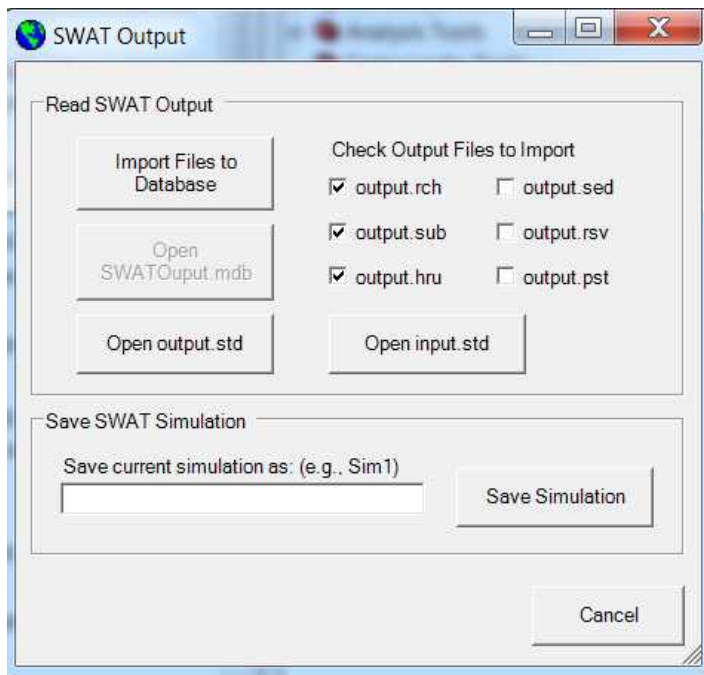 SWAT Output
Analysis Tools
Read SWAT Output
Import Files to
Database
Check Output Files to Import
output.rch
output.sed
Open
SWATOuput.mdb
output.sub
output.rsv
output.hru
output.pst
Open output.std
Open input.std
Save SWAT Simulation
Save current simulation as: (e.g., Sim1)
Save Simulation
Cancel